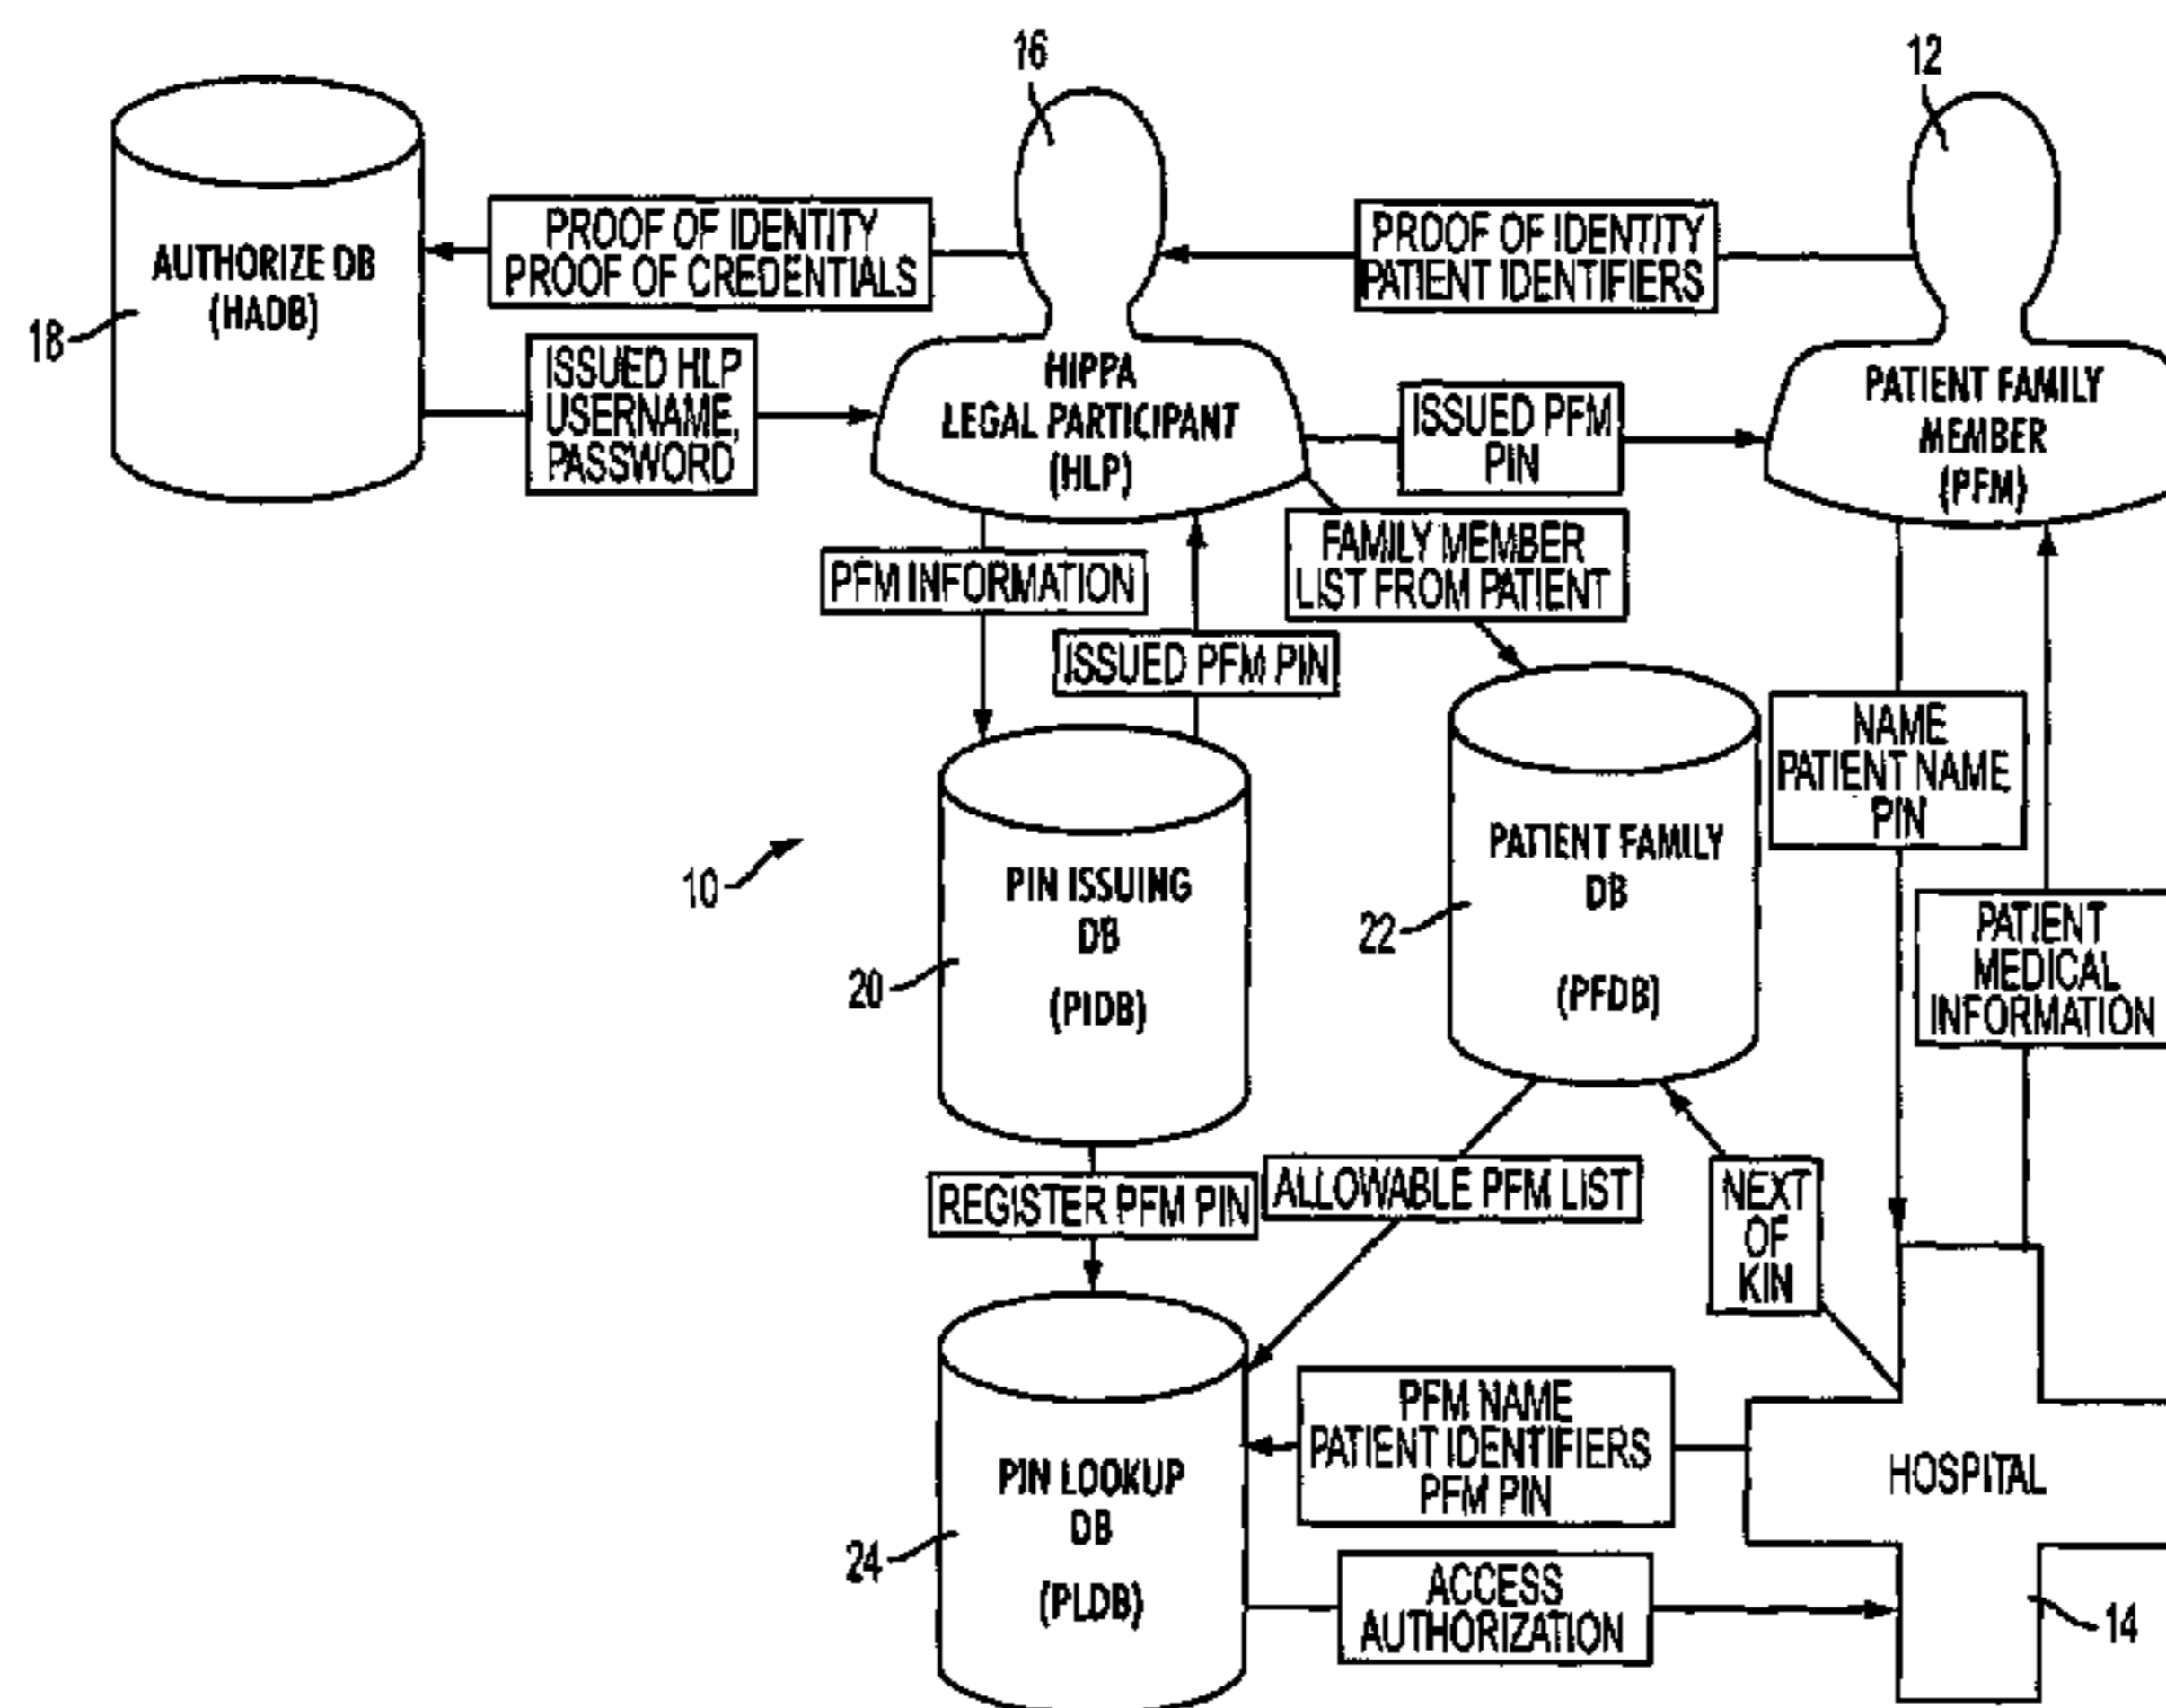 16
12
AUTHORIZE DB
(HADB)
18
PROOF OF IDENTITY
PROOF OF CREDENTIALS
ISSUED HLP
USERNAME,
PASSWORD
HIPPA
LEGAL PARTICIPANT
(HLP)
PROOF OF IDENTITY
PATIENT IDENTIFIERS
ISSUED PFM
PIN
PATIENT FAMILY
MEMBER
(PFM)
PFM INFORMATION
ISSUED PFM PIN
FAMILY MEMBER
LIST FROM PATIENT
NAME
PATIENT NAME
PIN
PATIENT
MEDICAL
INFORMATION
10
PIN ISSUING
DB
(PIDB)
20
PATIENT FAMILY
DB
(PFDB)
22
REGISTER PFM PIN
ALLOWABLE PFM LIST
NEXT
OF
KIN
PIN LOOKUP
DB
(PLDB)
24
PFM NAME
PATIENT IDENTIFIERS
PFM PIN
ACCESS
AUTHORIZATION
HOSPITAL
14